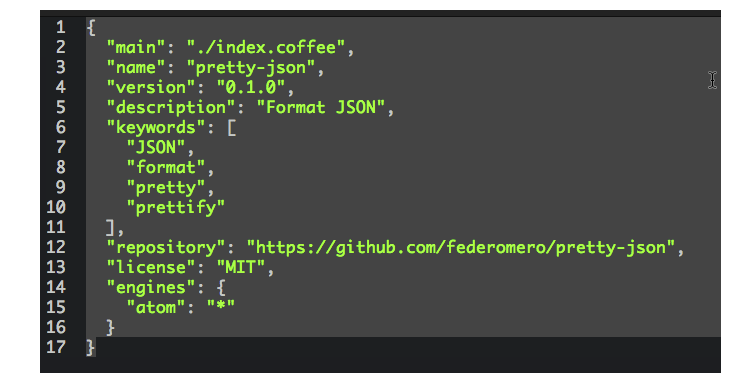 1 {
2   "main": "./index.coffee",
3   "name": "pretty-json",
4   "version": "0.1.0",
5   "description": "Format JSON",
6   "keywords": [
7     "JSON",
8     "format",
9     "pretty",
10     "prettify"
11   ],
12   "repository": "https://github.com/federomero/pretty-json",
13   "license": "MIT",
14   "engines": {
15     "atom": "*"
16   }
17 }